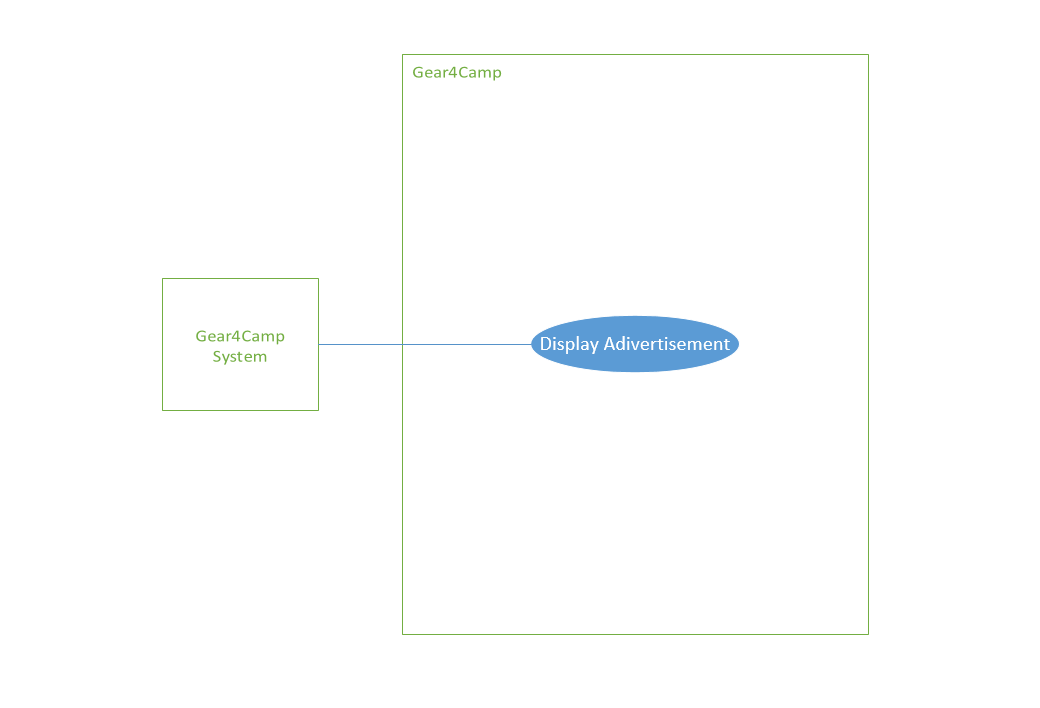 Gear4Camp
Gear4Camp
System
Display Adivertisement